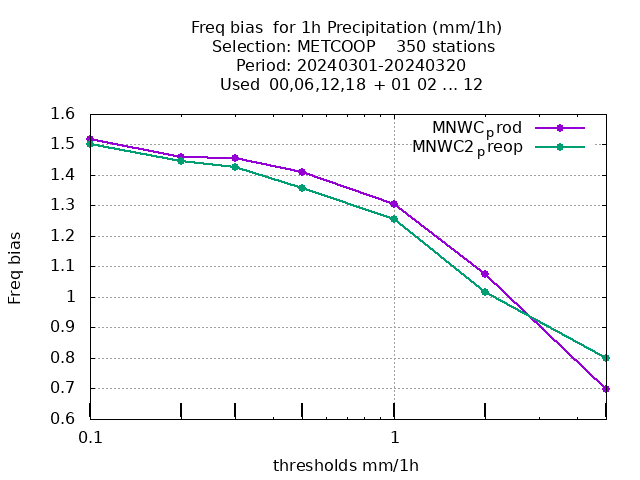 Freq bias  for 1h Precipitation (mm/1h)
Selection: METCOOP    350 stations
Period: 20240301-20240320
Used  00,06,12,18  + 01 02 ... 12
1.6
1.5
1.4
1.3
1.2
1.1
1
0.9
0.8
0.7
0.6
Freq bias
MNWCprod
MNWC2preop
0.1
1
thresholds mm/1h